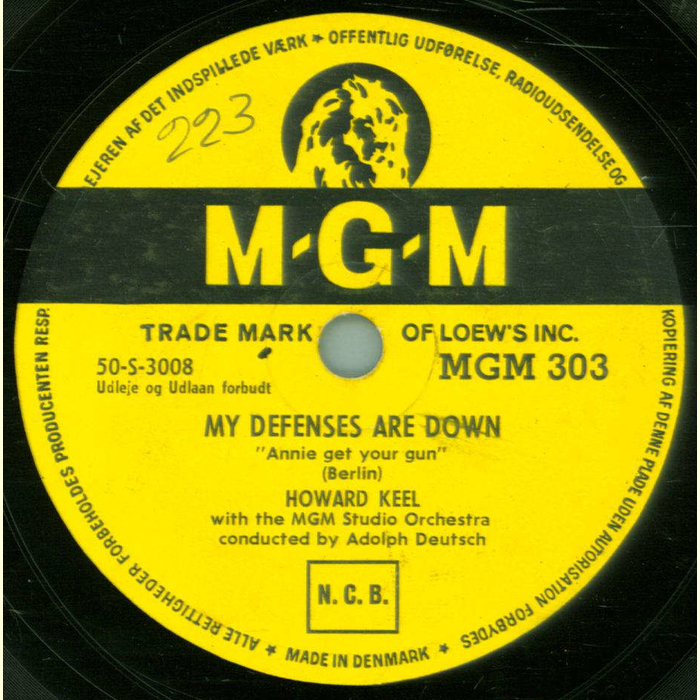 ALLE RETTIGHEDER FORBEHOLDES PRODUCENTEN RESP. EJEREN AF DET INDSPILLEDE VÆRK ★ OFFENTLIG UDFØRELSE, RADIOUDSENDELSE OG KOPIERING AF DENNE PLADE UDEN AUTORISATION FORBYDES
223
M-G-M
TRADE MARK OF LOEW'S INC.
50-S-3008 MGM 303
Udleje og Udlaan forbudt
MY DEFENSES ARE DOWN
"Annie get your gun"
(Berlin)
HOWARD KEEL
with the MGM Studio Orchestra
conducted by Adolph Deutsch
N. C. B.
★ MADE IN DENMARK ★